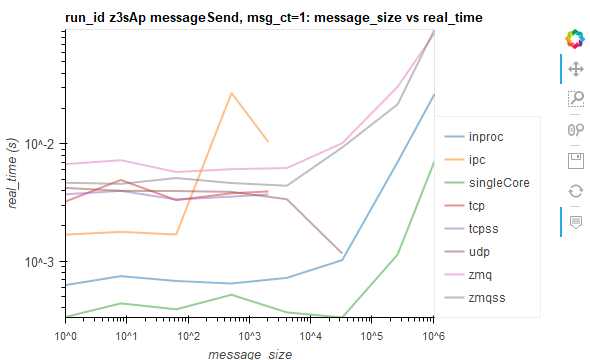 run_id z3sAp messageSend, msg_ct=1: message_size vs real_time
real_time (s)
10^-2
10^-3
10^0
10^1
10^2
10^3
10^4
10^5
10^6
message_size
inproc
ipc
singleCore
tcp
tcpss
udp
zmq
zmqss